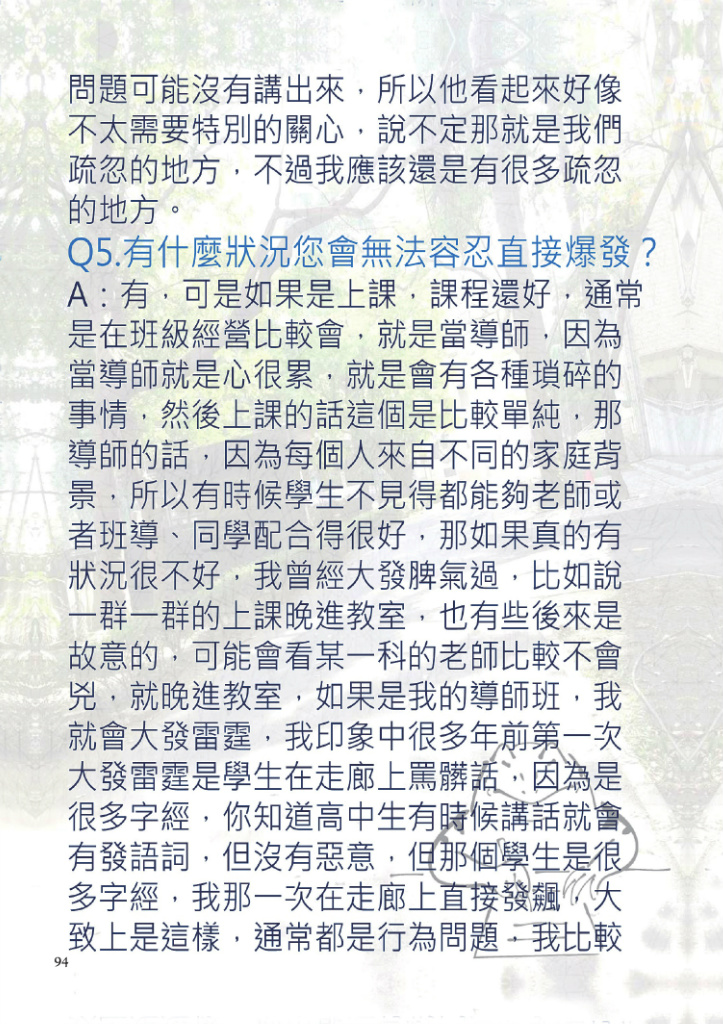 問題可能沒有講出來，所以他看起來好像
不太需要特別的關心，說不定那就是我們
疏忽的地方，不過我應該還是有很多疏忽
的地方。
Q5.有什麼狀況您會無法容忍直接爆發？
A：有，可是如果是上課，課程還好，通常
是在班級經營比較會，就是當導師，因為
當導師就是心很累，就是會有各種瑣碎的
事情，然後上課的話這個是比較單純，那
導師的話，因為每個人來自不同的家庭背
景，所以有時候學生不見得都能夠老師或
者班導、同學配合得很好，那如果真的有
狀況很不好，我曾經大發脾氣過，比如說
一群一群的上課晚進教室，也有些後來是
故意的，可能會看某一科的老師比較不會
兇，就晚進教室，如果是我的導師班，我
就會大發雷霆，我印象中很多年前第一次
大發雷霆是學生在走廊上罵髒話，因為是
很多字經，你知道高中生有時候講話就會
有發語詞，但沒有惡意，但那個學生是很
多字經，我那一次在走廊上直接發飆，大
致上是這樣，通常都是行為問題，我比較
94